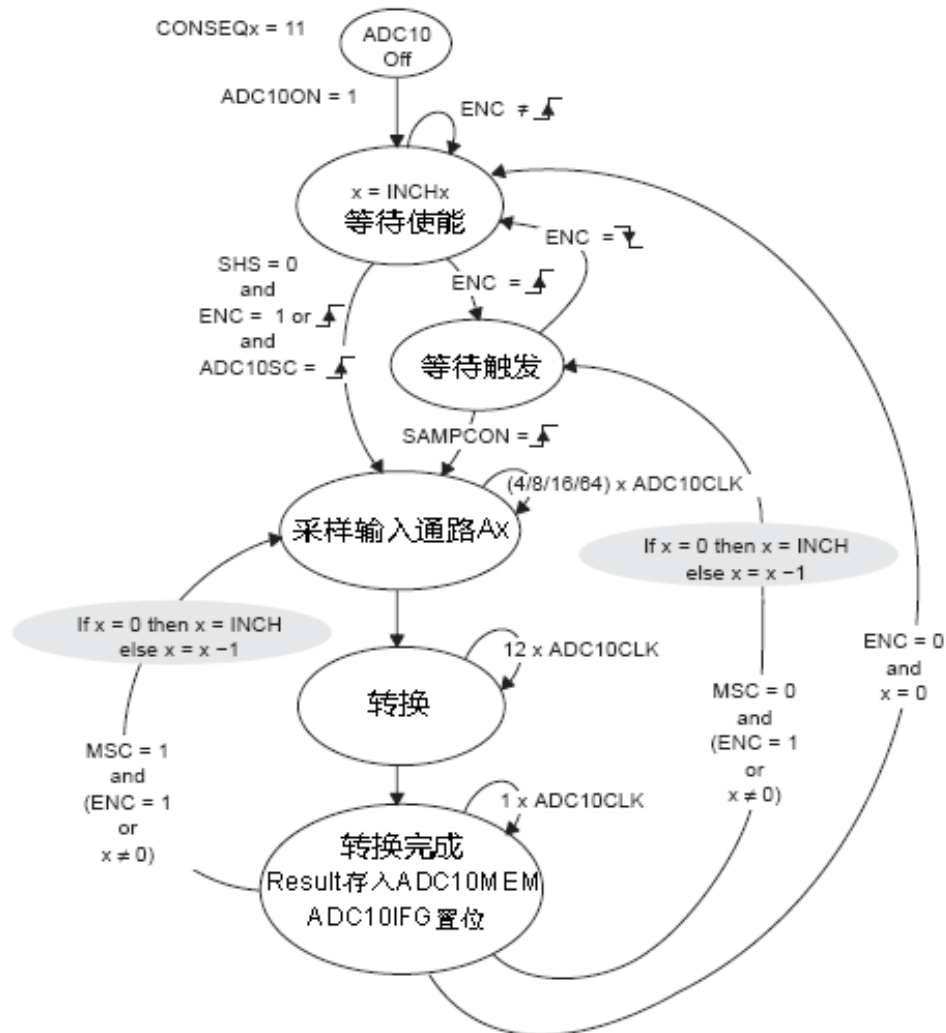 CONSEQx = 11
ADC10
Off
ADC10ON = 1
ENC ≠
x = INCHx
等待使能
ENC =
SHS = 0
and
ENC = 1 or
and
ADC10SC =
ENC =
等待触发
SAMPCON =
(4/8/16/64) x ADC10CLK
采样输入通路Ax
If x = 0 then x = INCH
else x = x −1
If x = 0 then x = INCH
else x = x −1
12 x ADC10CLK
转换
ENC = 0
and
x = 0
MSC = 0
and
(ENC = 1
or
x ≠ 0)
MSC = 1
and
(ENC = 1
or
x ≠ 0)
1 x ADC10CLK
转换完成
Result存入ADC10MEM
ADC10IFG置位